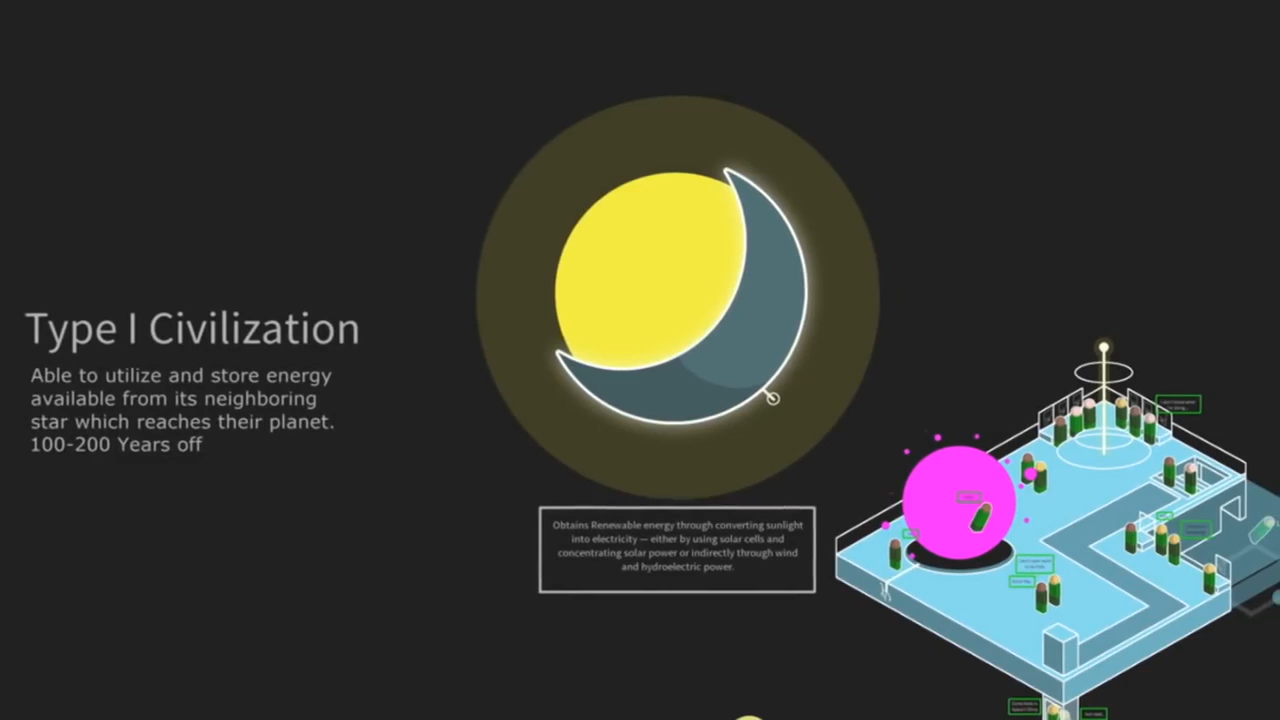 Type I Civilization
Able to utilize and store energy
available from its neighboring
star which reaches their planet.
100-200 Years off
Obtains Renewable energy through converting sunlight
into electricity — either by using solar cells and
concentrating solar power or indirectly through wind
and hydroelectric power.